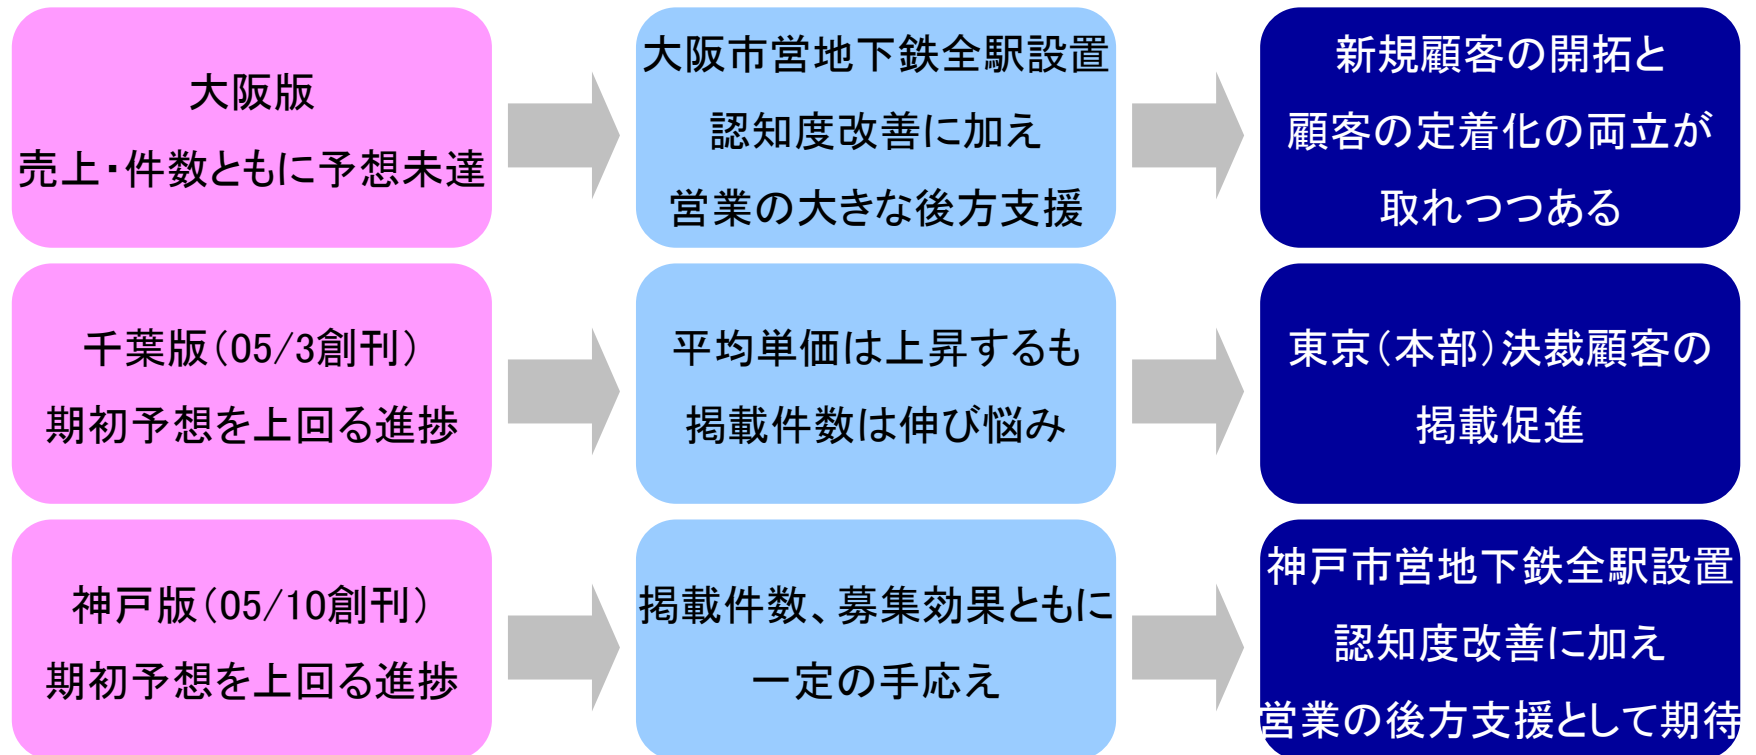 大阪版
売上・件数ともに予想未達
大阪市営地下鉄全駅設置
認知度改善に加え
営業の大きな後方支援
新規顧客の開拓と
顧客の定着化の両立が
取れつつある
千葉版(05/3創刊)
期初予想を上回る進捗
平均単価は上昇するも
掲載件数は伸び悩み
東京(本部)決裁顧客の
掲載促進
神戸版(05/10創刊)
期初予想を上回る進捗
掲載件数、募集効果ともに
一定の手応え
神戸市営地下鉄全駅設置
認知度改善に加え
営業の後方支援として期待